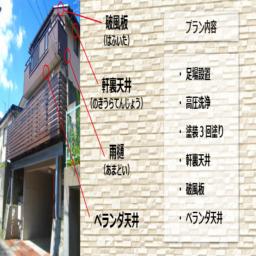 破風板
(はふいた)
軒裏天井
(のきうらてんじょう)
雨樋
(あまどい)
ベランダ天井
プラン内容
・ 足場設置
・ 高圧洗浄
・ 塗装3回塗り
・ 軒裏天井
・ 破風板
・ ベランダ天井